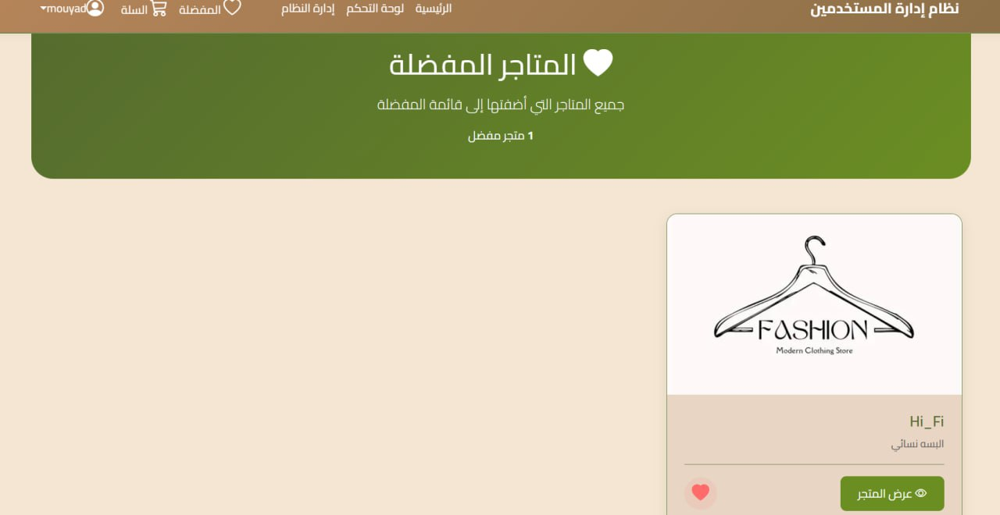 نظام إدارة المستخدمين
الرئيسية لوحة التحكم إدارة النظام
المفضلة السلة mouyad
المتاجر المفضلة
جميع المتاجر التي أضفتها إلى قائمة المفضلة
1 متجر مفضل
FASHION
Modern Clothing Store
Hi_Fi
البسه نسائي
عرض المتجر